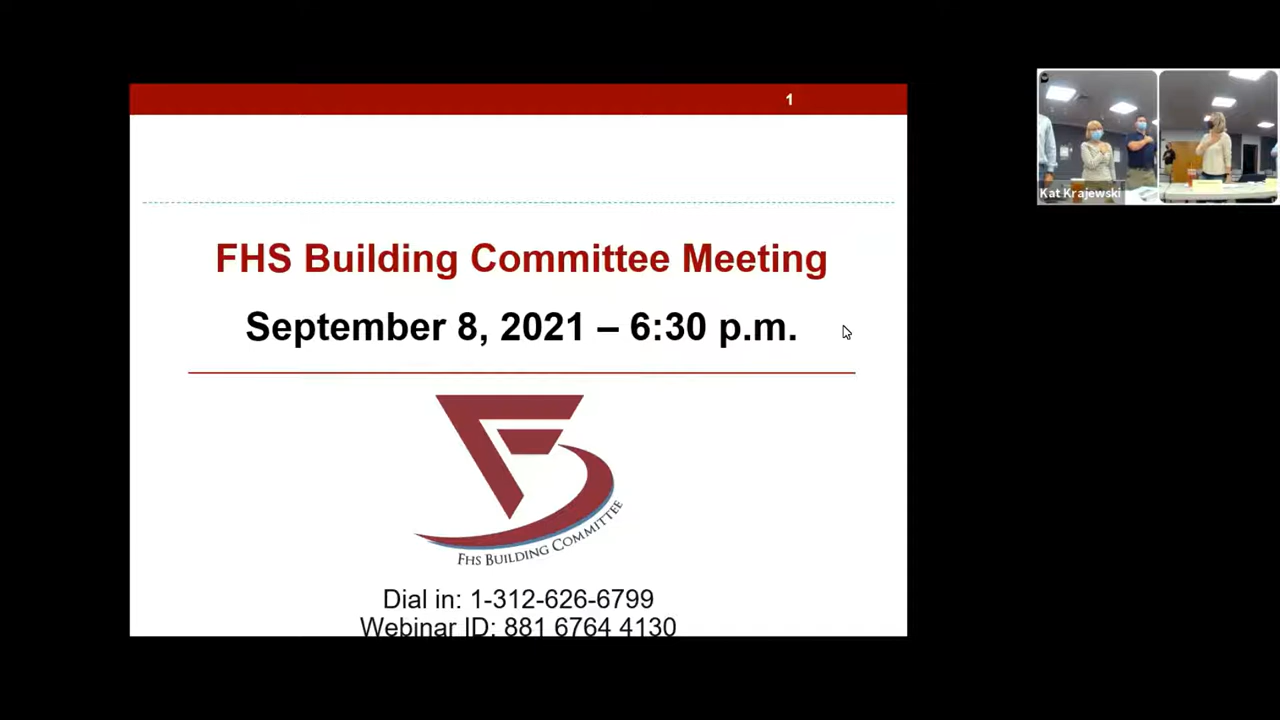 1
FHS Building Committee Meeting
September 8, 2021 – 6:30 p.m.
FHS BUILDING COMMITTEE
Dial in: 1-312-626-6799
Webinar ID: 881 6764 4130
Kat Krajewski